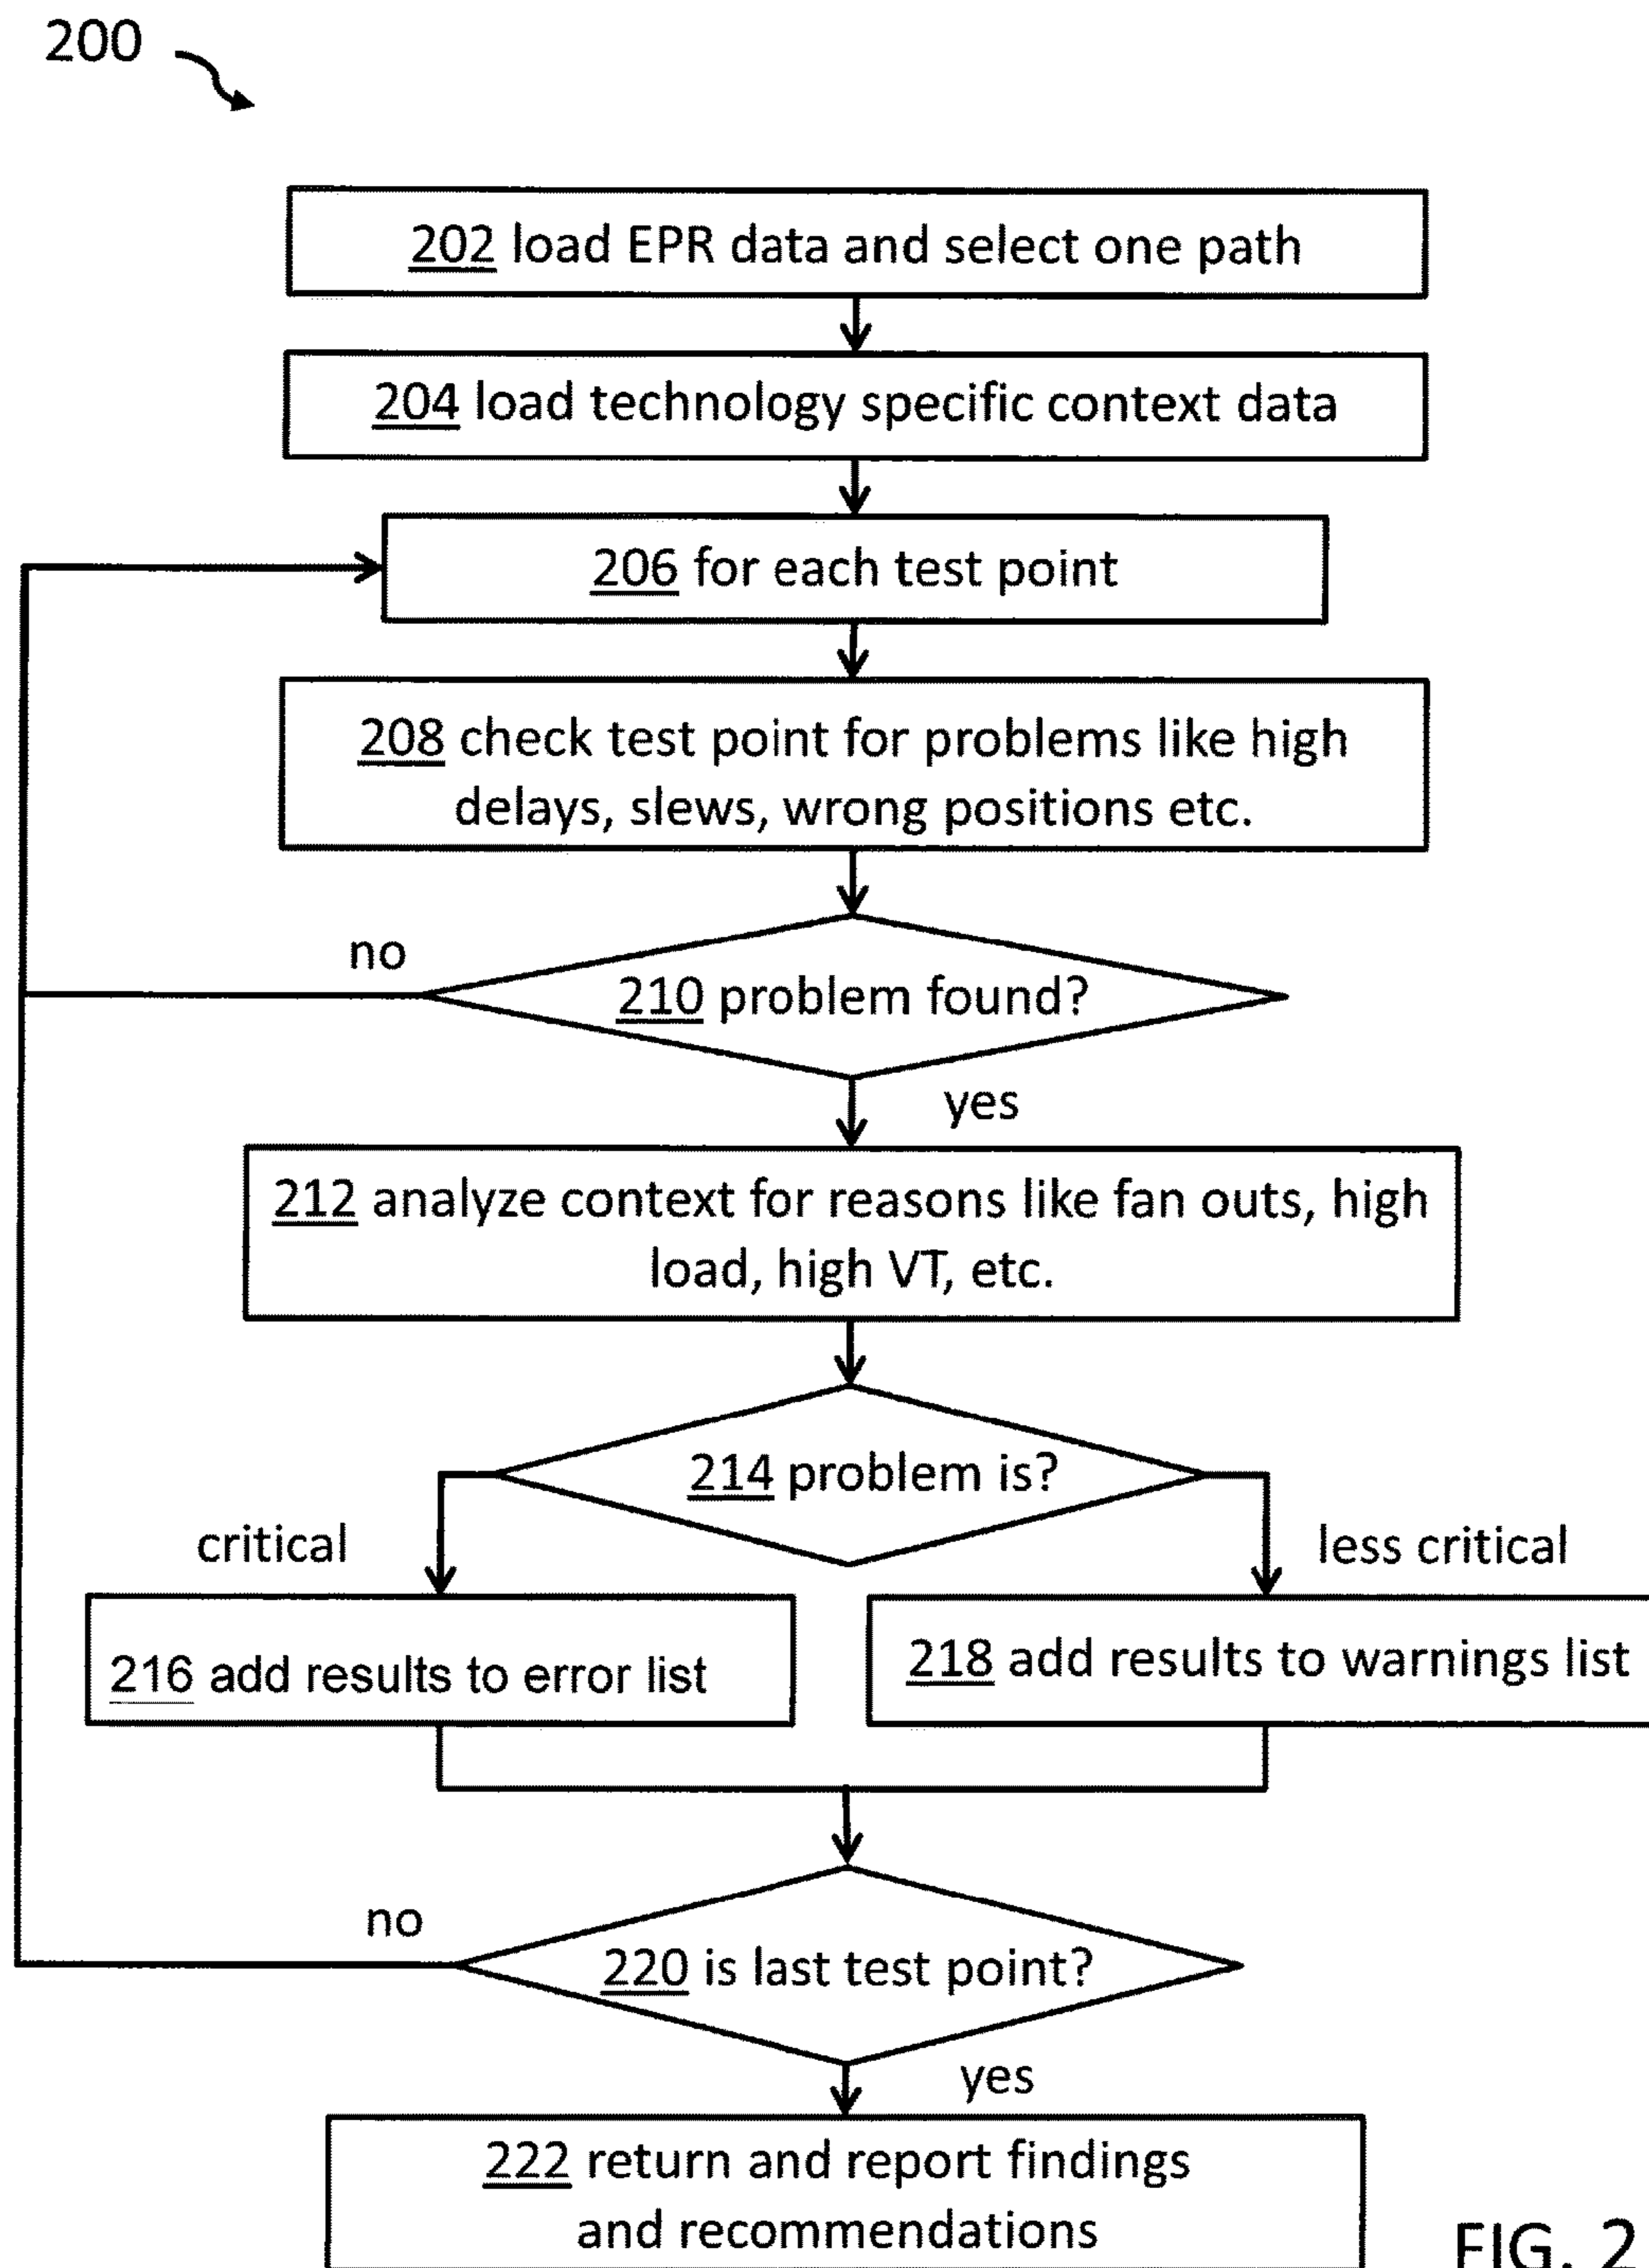 200
202 load EPR data and select one path
204 load technology specific context data
206 for each test point
208 check test point for problems like high
delays, slews, wrong positions etc.
no
210 problem found?
yes
212 analyze context for reasons like fan outs, high
load, high VT, etc.
214 problem is?
critical
less critical
216 add results to error list
218 add results to warnings list
no
220 is last test point?
yes
222 return and report findings
and recommendations
FIG. 2